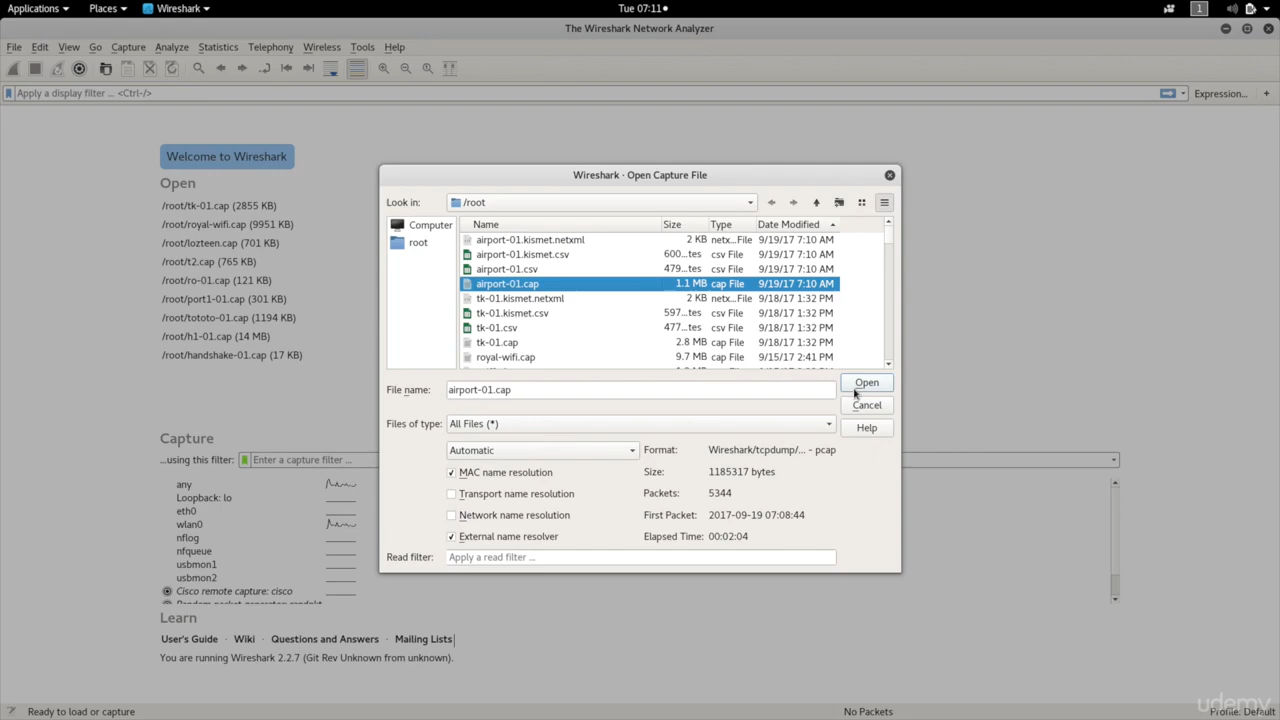 Applications Places Wireshark Tue 07:11 1
The Wireshark Network Analyzer
File Edit View Go Capture Analyze Statistics Telephony Wireless Tools Help
Apply a display filter ... <Ctrl-/> Expression... +
Welcome to Wireshark
Open
/root/tk-01.cap (2855 KB)
/root/royal-wifi.cap (9951 KB)
/root/lozteen.cap (701 KB)
/root/t2.cap (765 KB)
/root/ro-01.cap (121 KB)
/root/port1-01.cap (301 KB)
/root/tototo-01.cap (1194 KB)
/root/h1-01.cap (14 MB)
/root/handshake-01.cap (17 KB)
Capture
...using this filter: Enter a capture filter ...
any
Loopback: lo
eth0
wlan0
nflog
nfqueue
usbmon1
usbmon2
Cisco remote capture: cisco
Learn
User's Guide · Wiki · Questions and Answers · Mailing Lists
You are running Wireshark 2.2.7 (Git Rev Unknown from unknown).
Wireshark · Open Capture File
Look in: /root
Computer
root
Name Size Type Date Modified
airport-01.kismet.netxml 2 KB netx...File 9/19/17 7:10 AM
airport-01.kismet.csv 600...tes csv File 9/19/17 7:10 AM
airport-01.csv 479...tes csv File 9/19/17 7:10 AM
airport-01.cap 1.1 MB cap File 9/19/17 7:10 AM
tk-01.kismet.netxml 2 KB netx...File 9/18/17 1:32 PM
tk-01.kismet.csv 597...tes csv File 9/18/17 1:32 PM
tk-01.csv 477...tes csv File 9/18/17 1:32 PM
tk-01.cap 2.8 MB cap File 9/18/17 1:32 PM
royal-wifi.cap 9.7 MB cap File 9/15/17 2:41 PM
File name: airport-01.cap Open
Cancel
Files of type: All Files (*) Help
Automatic Format: Wireshark/tcpdump/... - pcap
MAC name resolution Size: 1185317 bytes
Transport name resolution Packets: 5344
Network name resolution First Packet: 2017-09-19 07:08:44
External name resolver Elapsed Time: 00:02:04
Read filter: Apply a read filter ...
Ready to load or capture No Packets Profile: Default
udemy